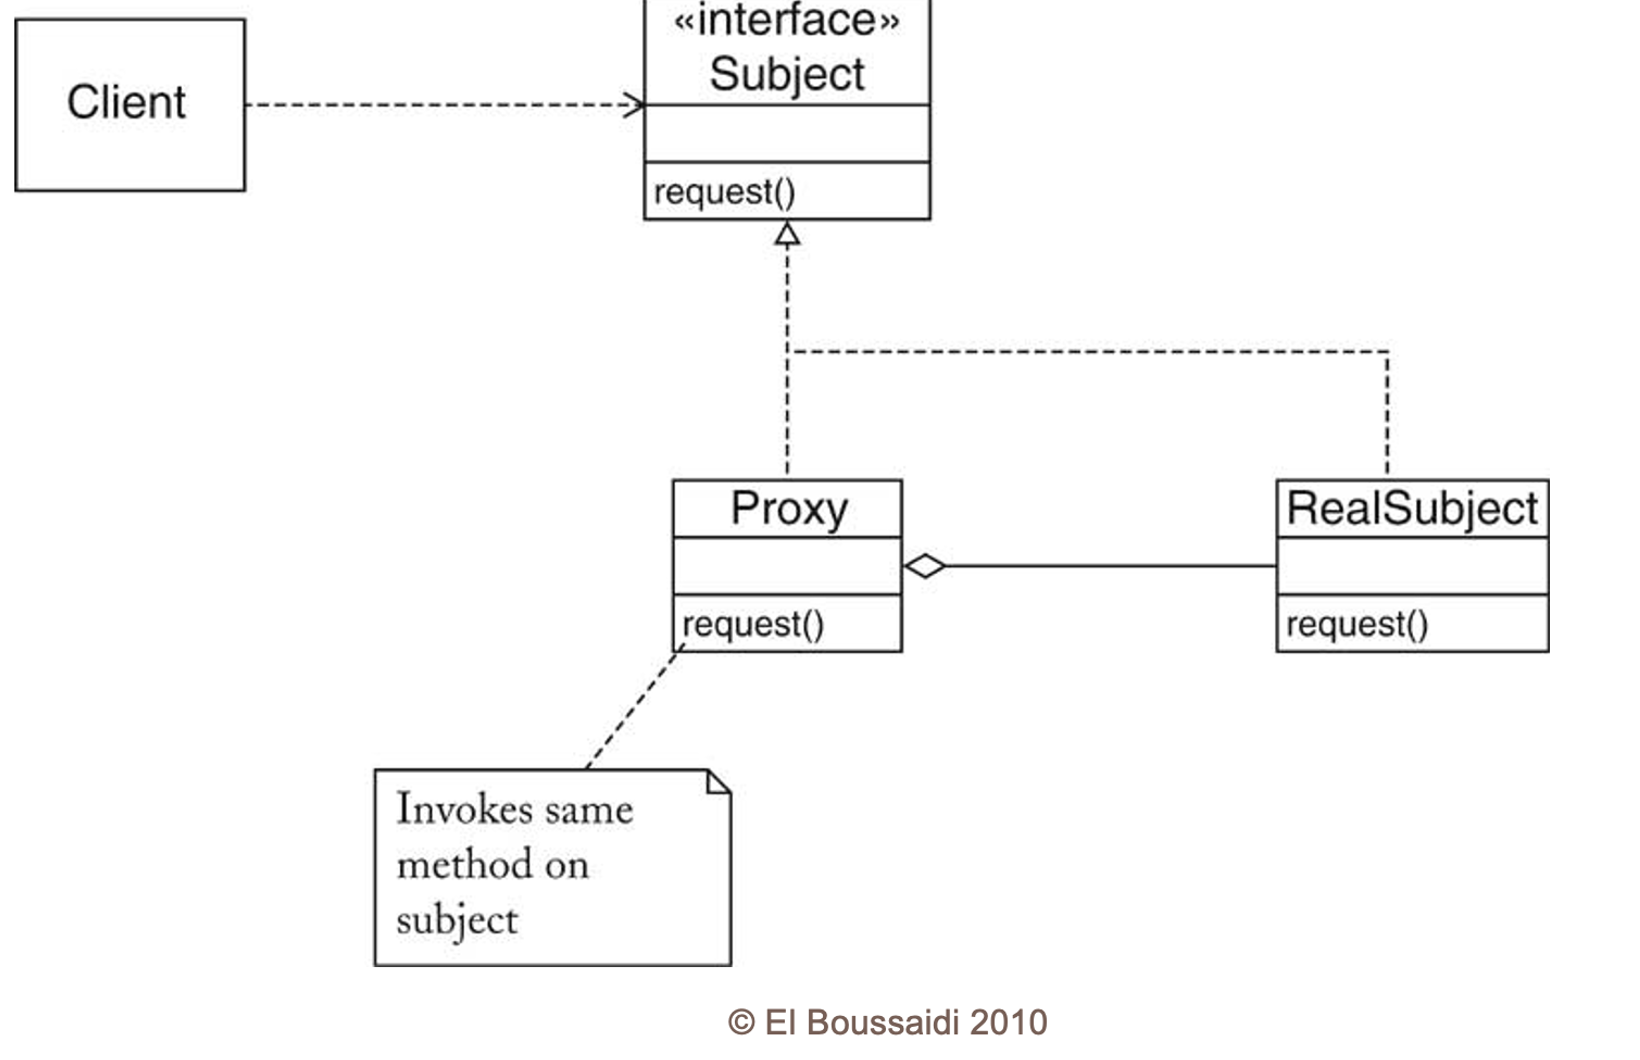 «interface»
Subject
Client
request()
Proxy
RealSubject
request()
request()
Invokes same
method on
subject
© El Boussaidi 2010